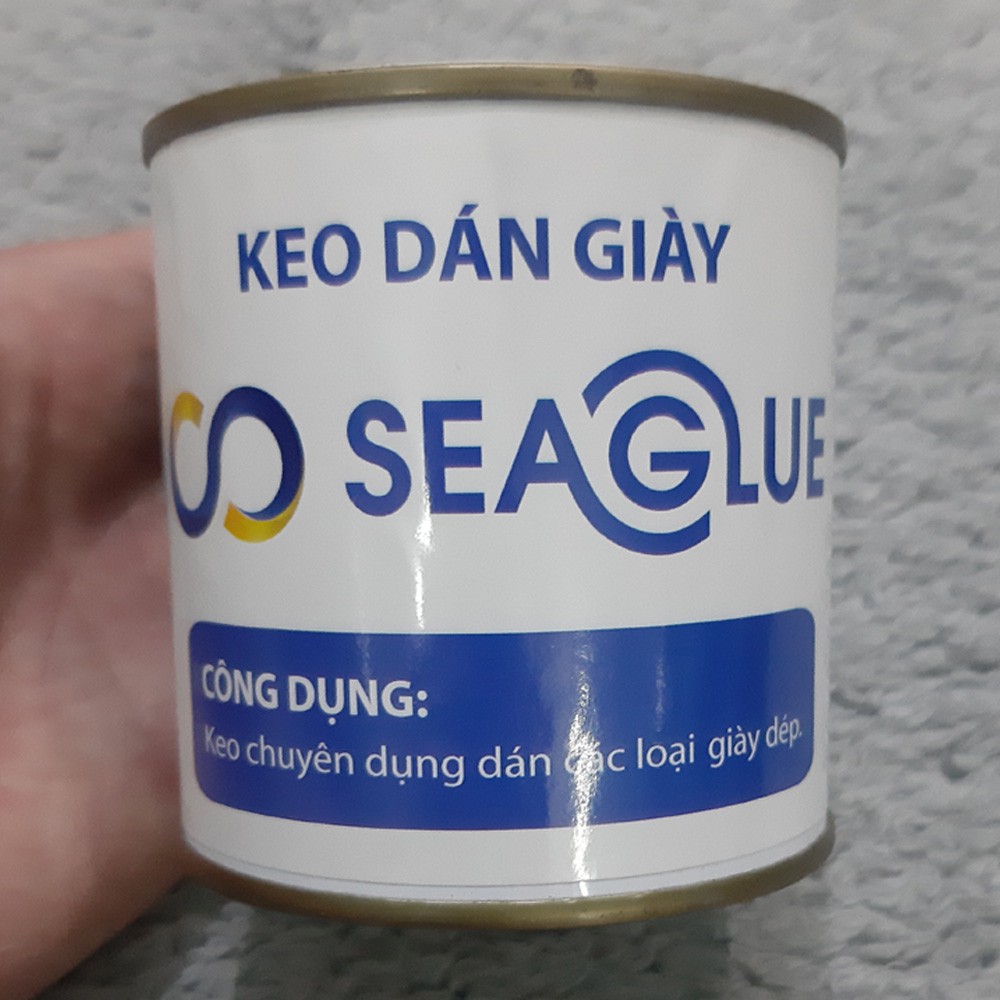 KEO DÁN GIÀY
SEAGLUE
CÔNG DỤNG:
Keo chuyên dụng dán các loại giày dép.